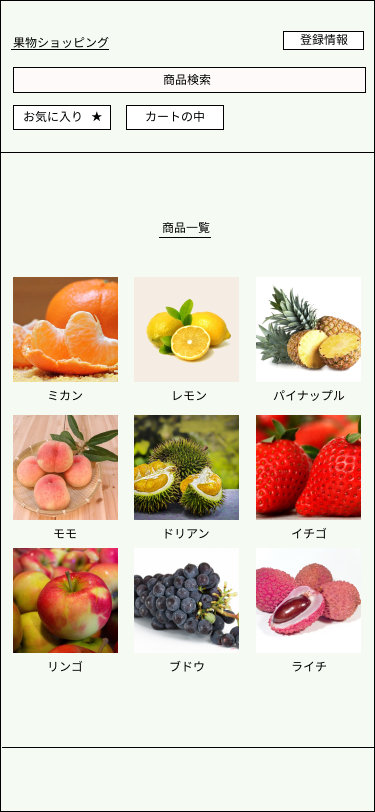 果物ショッピング
登録情報
商品検索
お気に入り ★
カートの中
商品一覧
ミカン
レモン
パイナップル
モモ
ドリアン
イチゴ
リンゴ
ブドウ
ライチ